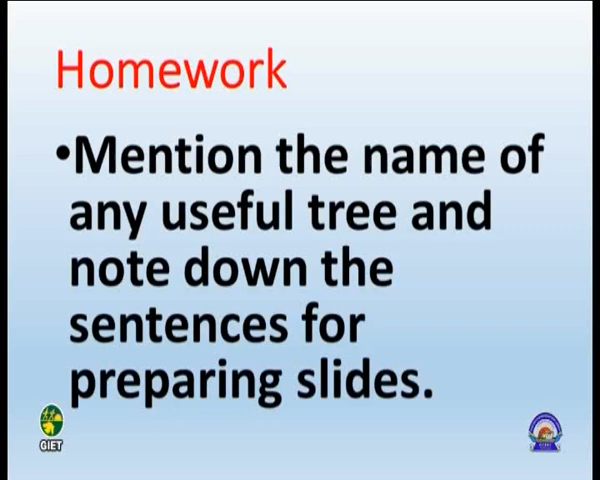 Homework
•Mention the name of
any useful tree and
note down the
sentences for
preparing slides.
GIET